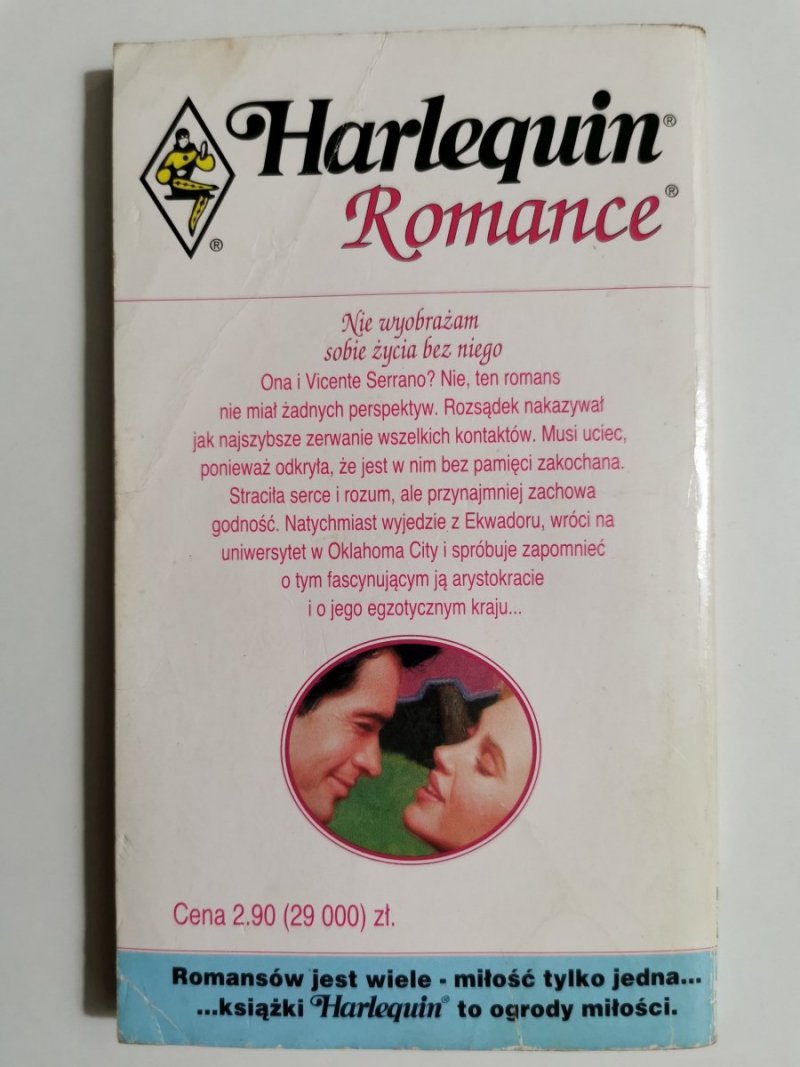 Harlequin®
Romance®
®
Nie wyobrażam
sobie życia bez niego
Ona i Vicente Serrano? Nie, ten romans
nie miał żadnych perspektyw. Rozsądek nakazywał
jak najszybsze zerwanie wszelkich kontaktów. Musi uciec,
ponieważ odkryła, że jest w nim bez pamięci zakochana.
Straciła serce i rozum, ale przynajmniej zachowa
godność. Natychmiast wyjedzie z Ekwadoru, wróci na
uniwersytet w Oklahoma City i spróbuje zapomnieć
o tym fascynującym ją arystokracie
i o jego egzotycznym kraju...
Cena 2.90 (29 000) zł.
Romansów jest wiele - miłość tylko jedna...
...książki Harlequin® to ogrody miłości.